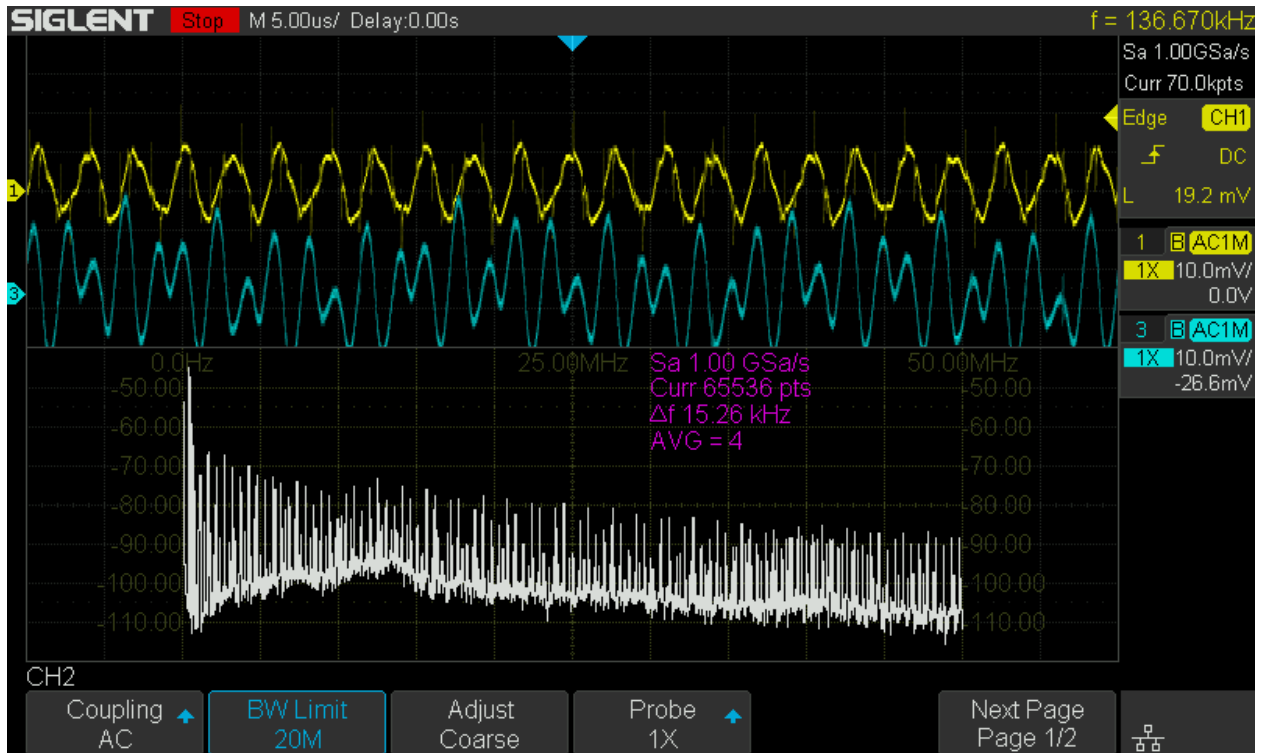 SIGLENT Stop M 5.00us/ Delay:0.00s f = 136.670kHz
Sa 1.00GSa/s
Curr 70.0kpts
Edge CH1
DC
L 19.2 mV
1
1 B AC1M
1X 10.0mV/
0.0V
3
3 B AC1M
1X 10.0mV/
-26.6mV
0.0Hz 25.00MHz 50.00MHz
Sa 1.00 GSa/s
Curr 65536 pts
Δf 15.26 kHz
AVG = 4
-50.00 -50.00
-60.00 -60.00
-70.00 -70.00
-80.00 -80.00
-90.00 -90.00
-100.00 -100.00
-110.00 -110.00
CH2
Coupling BW Limit Adjust Probe Next Page
AC 20M Coarse 1X Page 1/2